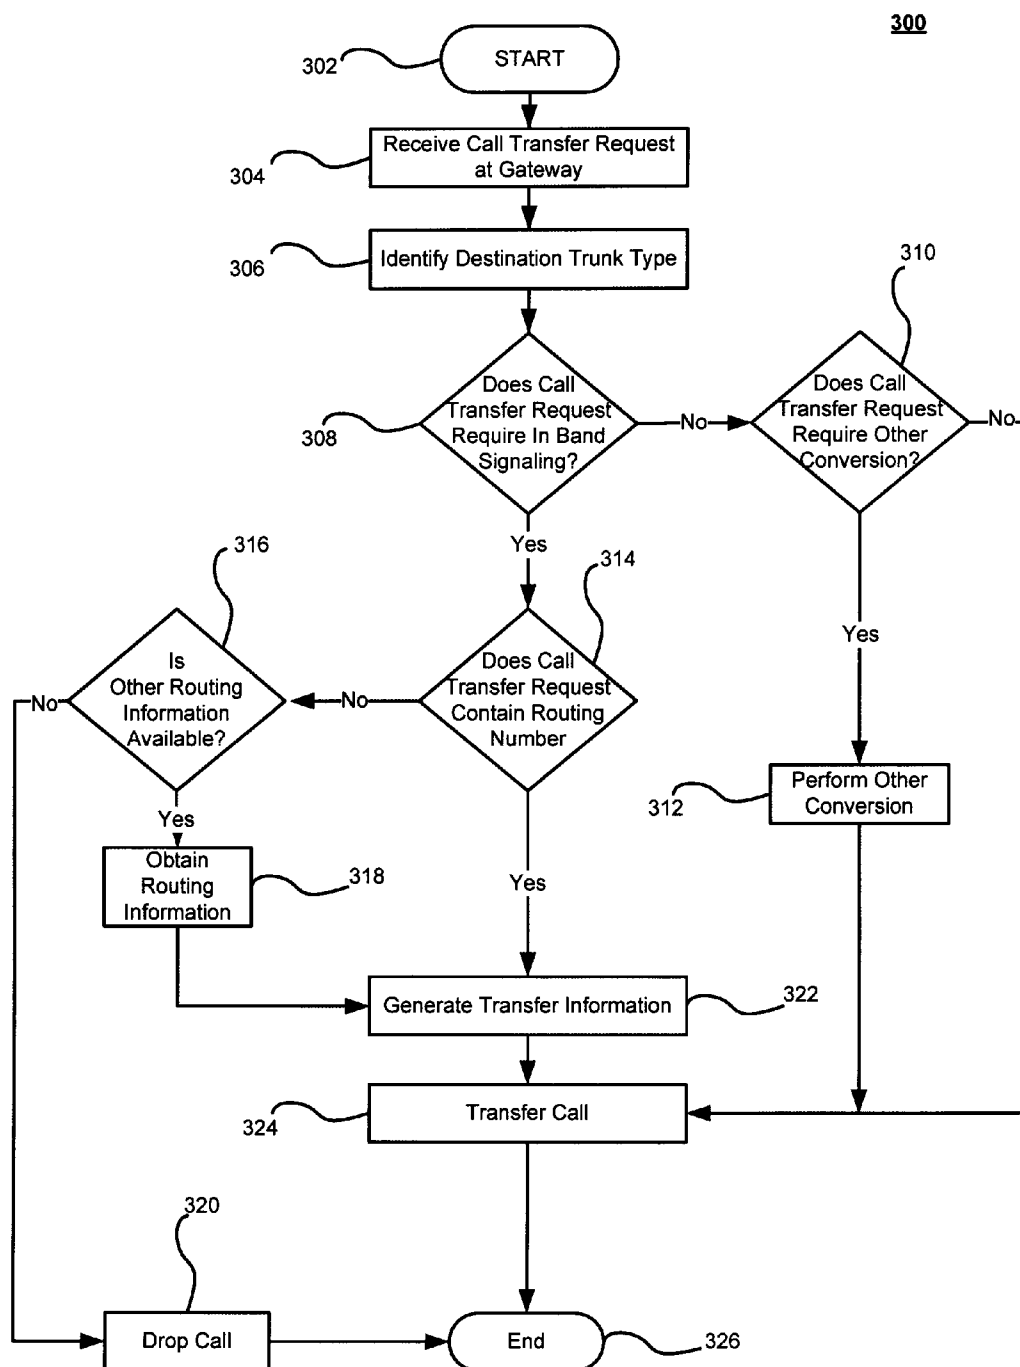 300
START
302
Receive Call Transfer Request
at Gateway
304
Identify Destination Trunk Type
306
310
Does Call
Transfer Request
Require In Band
Signaling?
308
No
Does Call
Transfer Request
Require Other
Conversion?
No
Yes
316
314
Yes
Is
Other Routing
Information
Available?
No
No
Does Call
Transfer Request
Contain Routing
Number
Perform Other
Conversion
312
Yes
Obtain
Routing
Information
318
Yes
Generate Transfer Information
322
Transfer Call
324
320
Drop Call
End
326